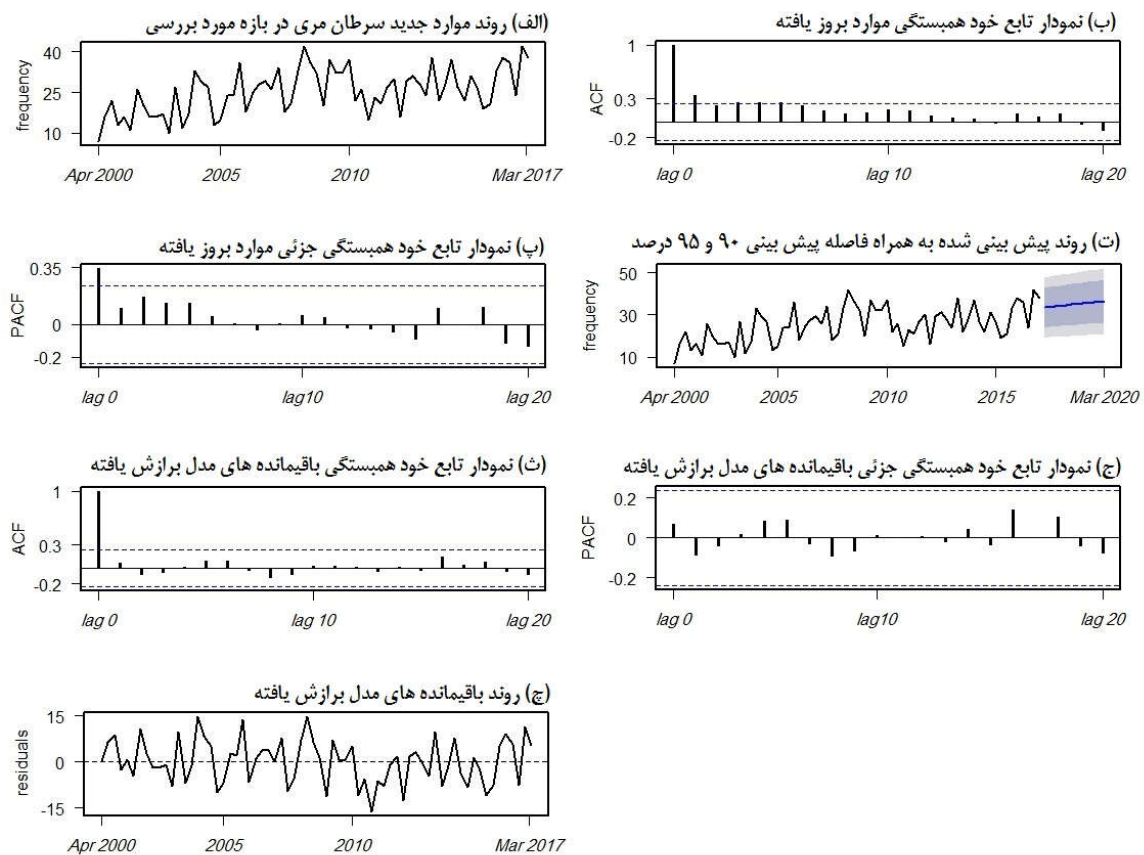 (الف) روند موارد جدید سرطان مری در بازه مورد بررسی
frequency
40
25
10
Apr 2000
2005
2010
Mar 2017
(ب) نمودار تابع خود همبستگی موارد بروز یافته
ACF
1
0.3
-0.2
lag 0
lag 10
lag 20
(پ) نمودار تابع خود همبستگی جزئی موارد بروز یافته
PACF
0.35
0
-0.2
lag 0
lag10
lag 20
(ت) روند پیش بینی شده به همراه فاصله پیش بینی ۹۰ و ۹۵ درصد
frequency
50
30
10
Apr 2000
2005
2010
2015
Mar 2020
(ث) نمودار تابع خود همبستگی باقیمانده های مدل برازش یافته
ACF
1
0.3
-0.2
lag 0
lag 10
lag 20
(ج) نمودار تابع خود همبستگی جزئی باقیمانده های مدل برازش یافته
PACF
0.2
0
-0.2
lag 0
lag10
lag 20
(چ) روند باقیمانده های مدل برازش یافته
residuals
15
0
-15
Apr 2000
2005
2010
Mar 2017